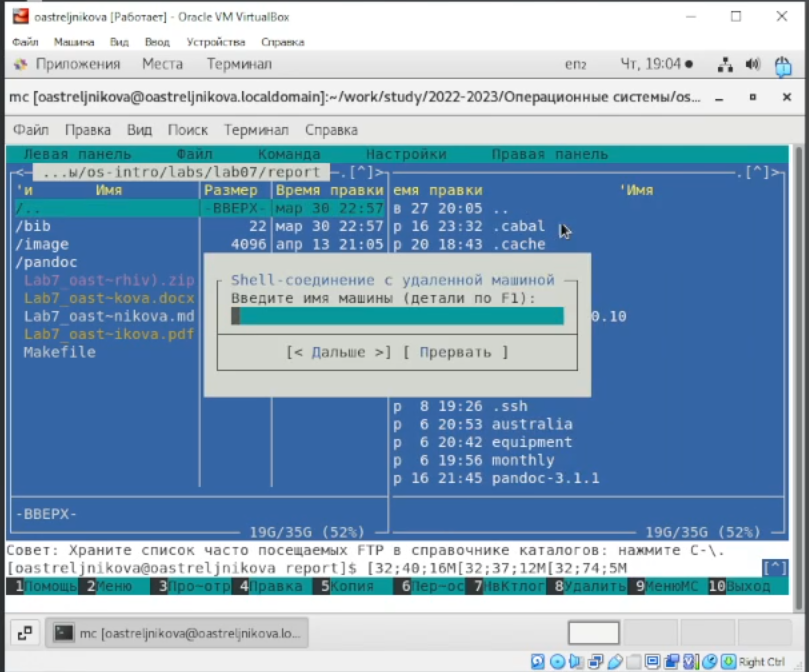 oastreljnikova [Работает] - Oracle VM VirtualBox
Файл Машина Вид Ввод Устройства Справка
Приложения Места Терминал en₂ Чт, 19:04
mc [oastreljnikova@oastreljnikova.localdomain]:~/work/study/2022-2023/Операционные системы/os...
Файл Правка Вид Поиск Терминал Справка
Левая панель Файл Команда Настройки Правая панель
<— ...ы/os-intro/labs/lab07/report —.[^]> .[^]>
'и Имя Размер Время правки емя правки 'Имя
/.. -ВВЕРХ- мар 30 22:57 в 27 20:05 ..
/bib 22 мар 30 22:57 р 16 23:32 .cabal
/image 4096 апр 13 21:05 р 20 18:43 .cache
/pandoc
Lab7_oast~rhiv).zip Shell-соединение с удаленной машиной
Lab7_oast~kova.docx Введите имя машины (детали по F1):
Lab7_oast~nikova.md 0.10
Lab7_oast~ikova.pdf
Makefile [< Дальше >] [ Прервать ]
р 8 19:26 .ssh
р 6 20:53 australia
р 6 20:42 equipment
р 6 19:56 monthly
р 16 21:45 pandoc-3.1.1
-ВВЕРХ-
19G/35G (52%) 19G/35G (52%)
Совет: Храните список часто посещаемых FTP в справочнике каталогов: нажмите C-\.
[oastreljnikova@oastreljnikova report]$ [32;40;16M[32;37;12M[32;74;5M [^]
1Помощь 2Меню 3Про~отр 4Правка 5Копия 6Пер~ос 7НвКтлог 8Удалить 9МенюМС 10Выход
mc [oastreljnikova@oastreljnikova.lo...
Right Ctrl